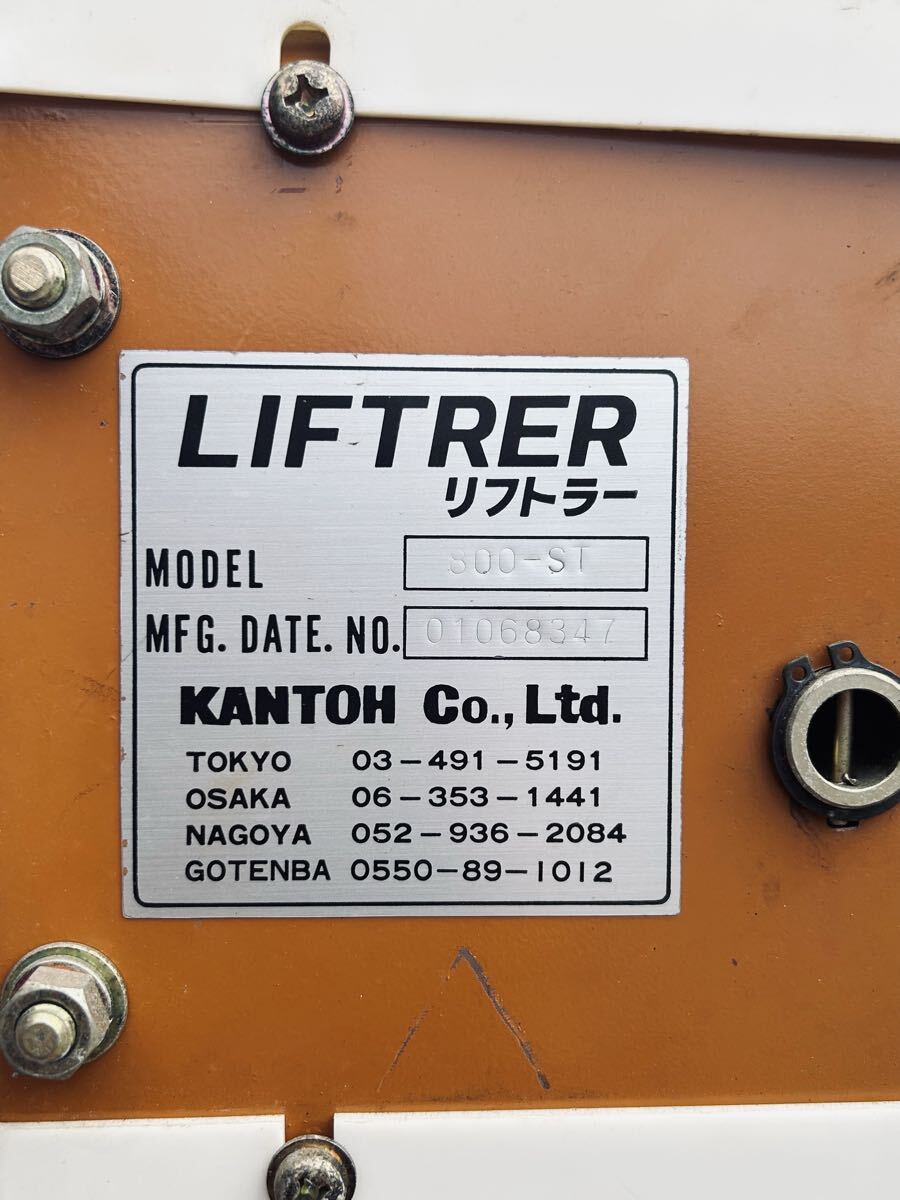 LIFTRER
リフトラー
MODEL 300-ST
MFG. DATE. NO. 01068347
KANTOH Co., Ltd.
TOKYO 03-491-5191
OSAKA 06-353-1441
NAGOYA 052-936-2084
GOTENBA 0550-89-1012